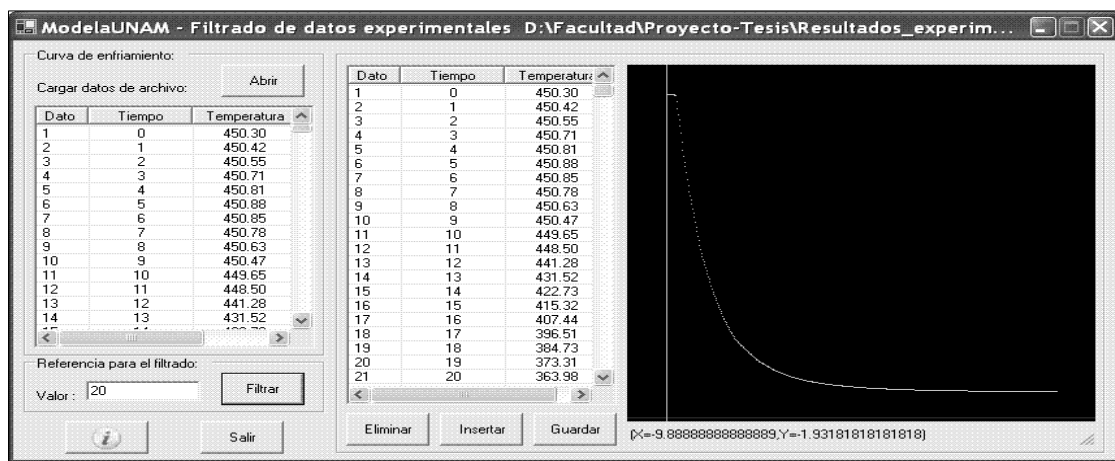 ModelaUNAM - Filtrado de datos experimentales D:\Facultad\Proyecto-Tesis\Resultados_experim...
Curva de enfriamiento:
Cargar datos de archivo:
Abrir
Dato Tiempo Temperatura
1 0 450.30
2 1 450.42
3 2 450.55
4 3 450.71
5 4 450.81
6 5 450.88
7 6 450.85
8 7 450.78
9 8 450.63
10 9 450.47
11 10 449.65
12 11 448.50
13 12 441.28
14 13 431.52
Referencia para el filtrado:
Valor : 20
Filtrar
i
Salir
Dato Tiempo Temperatura
1 0 450.30
2 1 450.42
3 2 450.55
4 3 450.71
5 4 450.81
6 5 450.88
7 6 450.85
8 7 450.78
9 8 450.63
10 9 450.47
11 10 449.65
12 11 448.50
13 12 441.28
14 13 431.52
15 14 422.73
16 15 415.32
17 16 407.44
18 17 396.51
19 18 384.73
20 19 373.31
21 20 363.98
Eliminar
Insertar
Guardar
(X=-9.88888888888889,Y=-1.93181818181818)